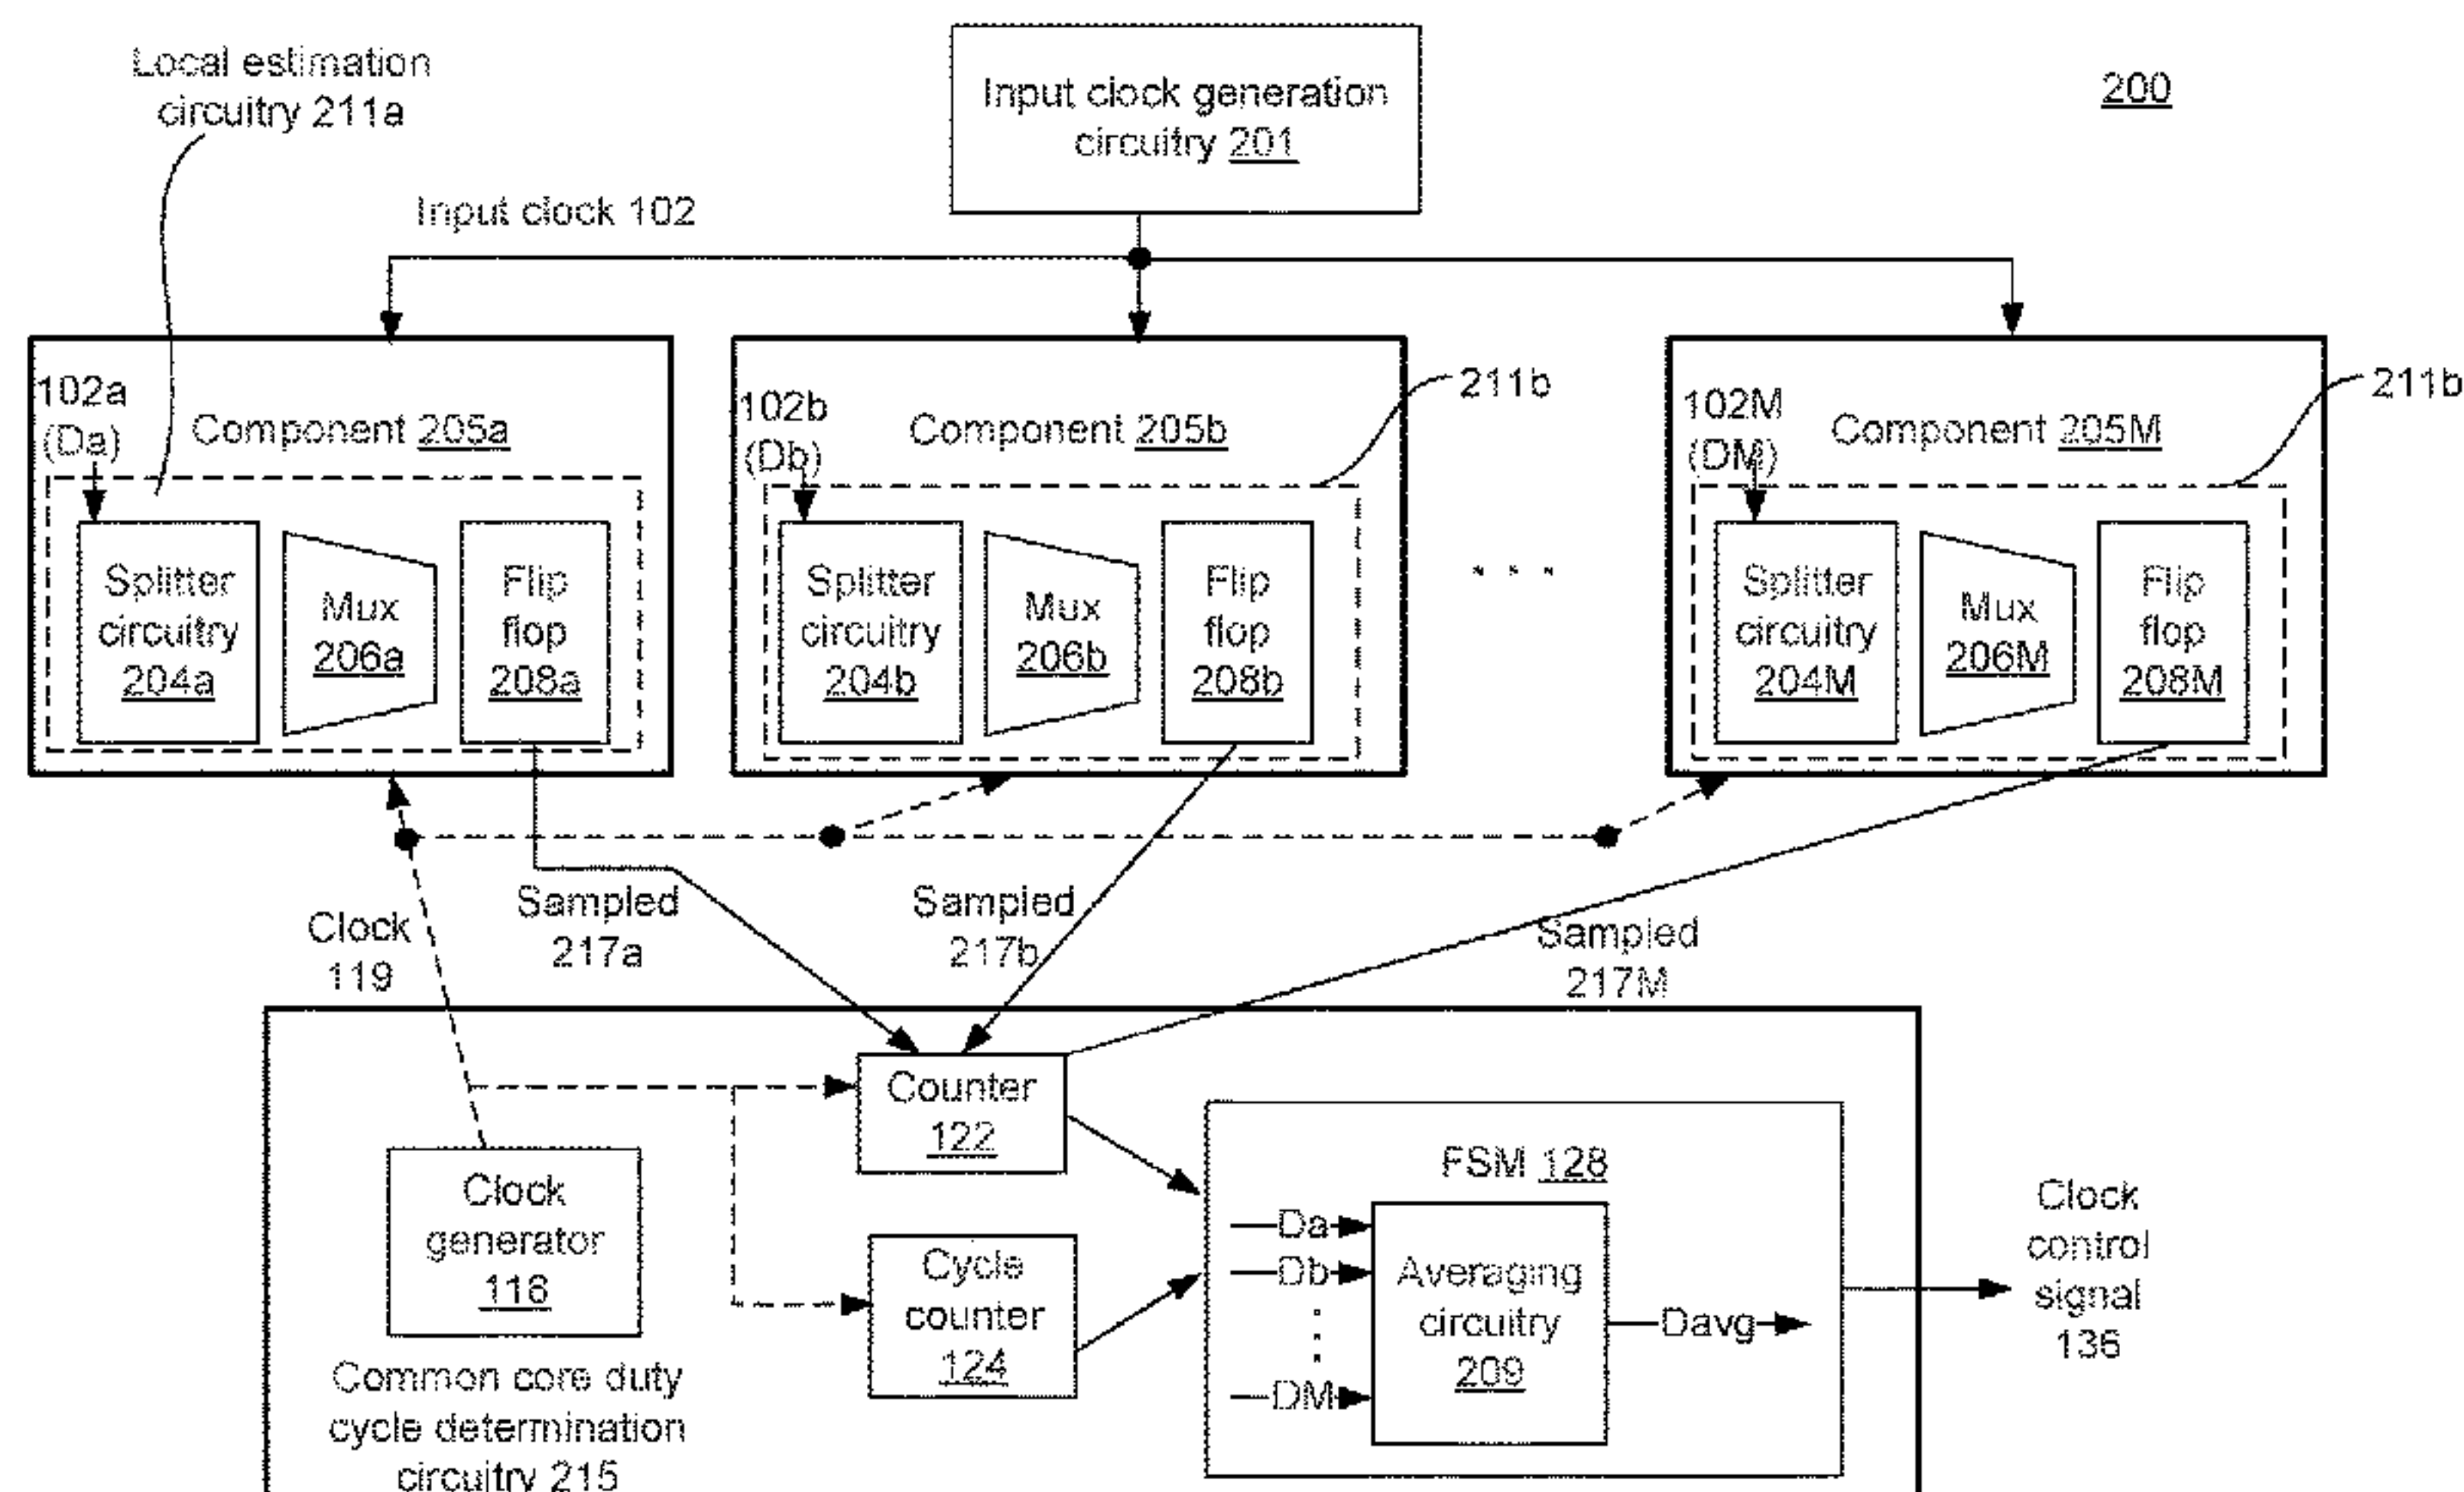 Local estimation
circuitry 211a
Input clock generation
circuitry 201
200
Input clock 102
102a
(Da)
Component 205a
Splitter
circuitry
204a
Mux
206a
Flip
flop
208a
102b
(Db)
Component 205b
211b
Splitter
circuitry
204b
Mux
206b
Flip
flop
208b
. . .
102M
(DM)
Component 205M
211b
Splitter
circuitry
204M
Mux
206M
Flip
flop
208M
Clock
119
Sampled
217a
Sampled
217b
Sampled
217M
Counter
122
Clock
generator
116
Cycle
counter
124
Common core duty
cycle determination
circuitry 215
FSM 128
Da
Db
DM
Averaging
circuitry
209
Davg
Clock
control
signal
136